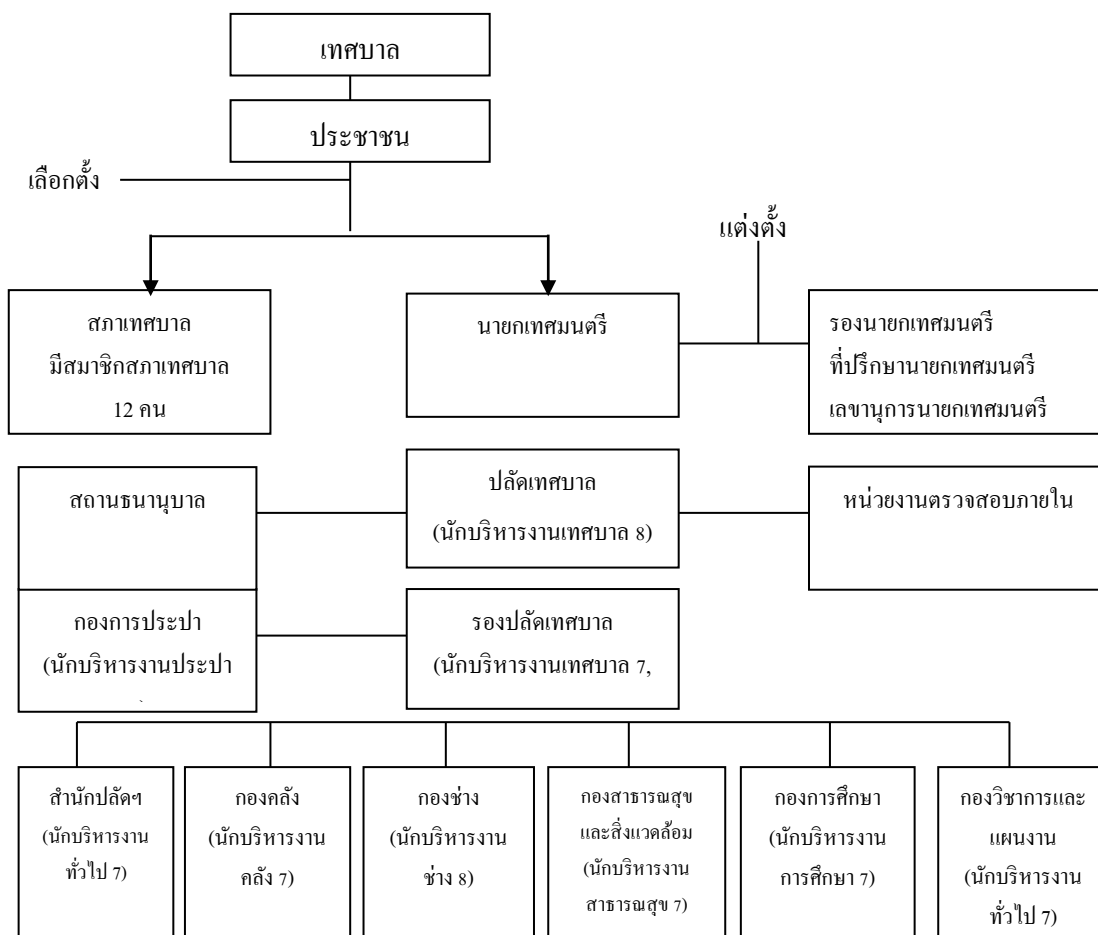 เทศบาล
ประชาชน
เลือกตั้ง
แต่งตั้ง
สภาเทศบาล
มีสมาชิกสภาเทศบาล
12 คน
นายกเทศมนตรี
รองนายกเทศมนตรี
ที่ปรึกษานายกเทศมนตรี
เลขานุการนายกเทศมนตรี
สถานธนานุบาล
ปลัดเทศบาล
(นักบริหารงานเทศบาล 8)
หน่วยงานตรวจสอบภายใน
กองการประปา
(นักบริหารงานประปา
รองปลัดเทศบาล
(นักบริหารงานเทศบาล 7,
สำนักปลัดฯ
(นักบริหารงาน
ทั่วไป 7)
กองคลัง
(นักบริหารงาน
คลัง 7)
กองช่าง
(นักบริหารงาน
ช่าง 8)
กองสาธารณสุข
และสิ่งแวดล้อม
(นักบริหารงาน
สาธารณสุข 7)
กองการศึกษา
(นักบริหารงาน
การศึกษา 7)
กองวิชาการและ
แผนงาน
(นักบริหารงาน
ทั่วไป 7)